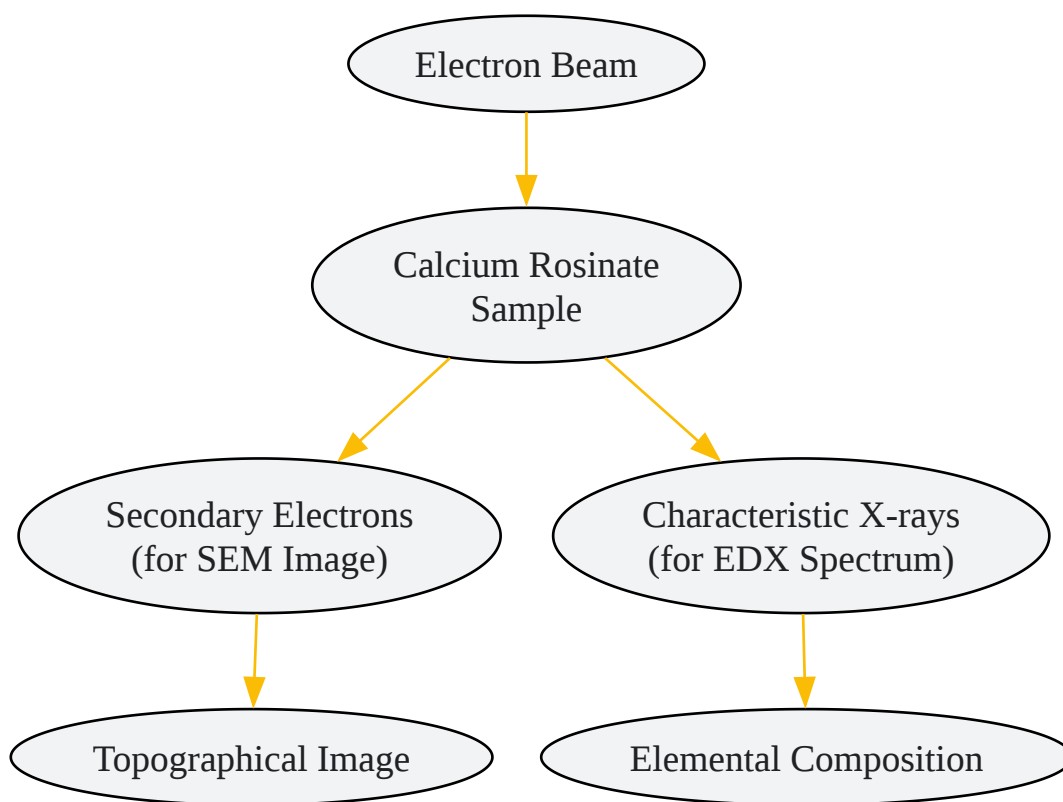 Electron Beam
Calcium Rosinate
Sample
Secondary Electrons
(for SEM Image)
Characteristic X-rays
(for EDX Spectrum)
Topographical Image
Elemental Composition